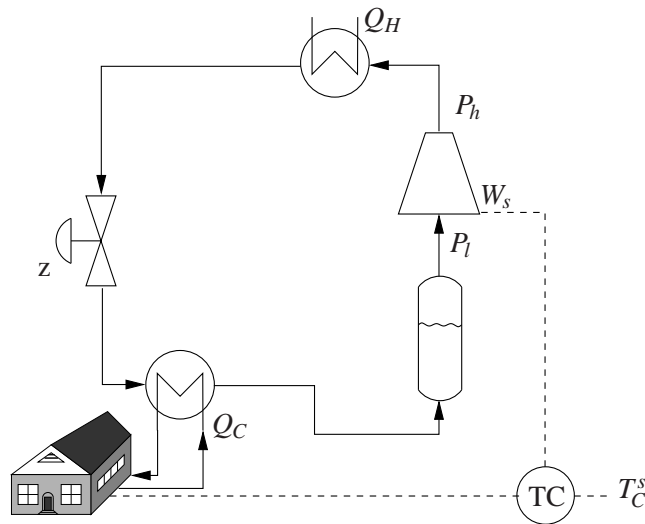 Q_H
P_h
W_s
P_l
z
Q_C
TC
T_C^s